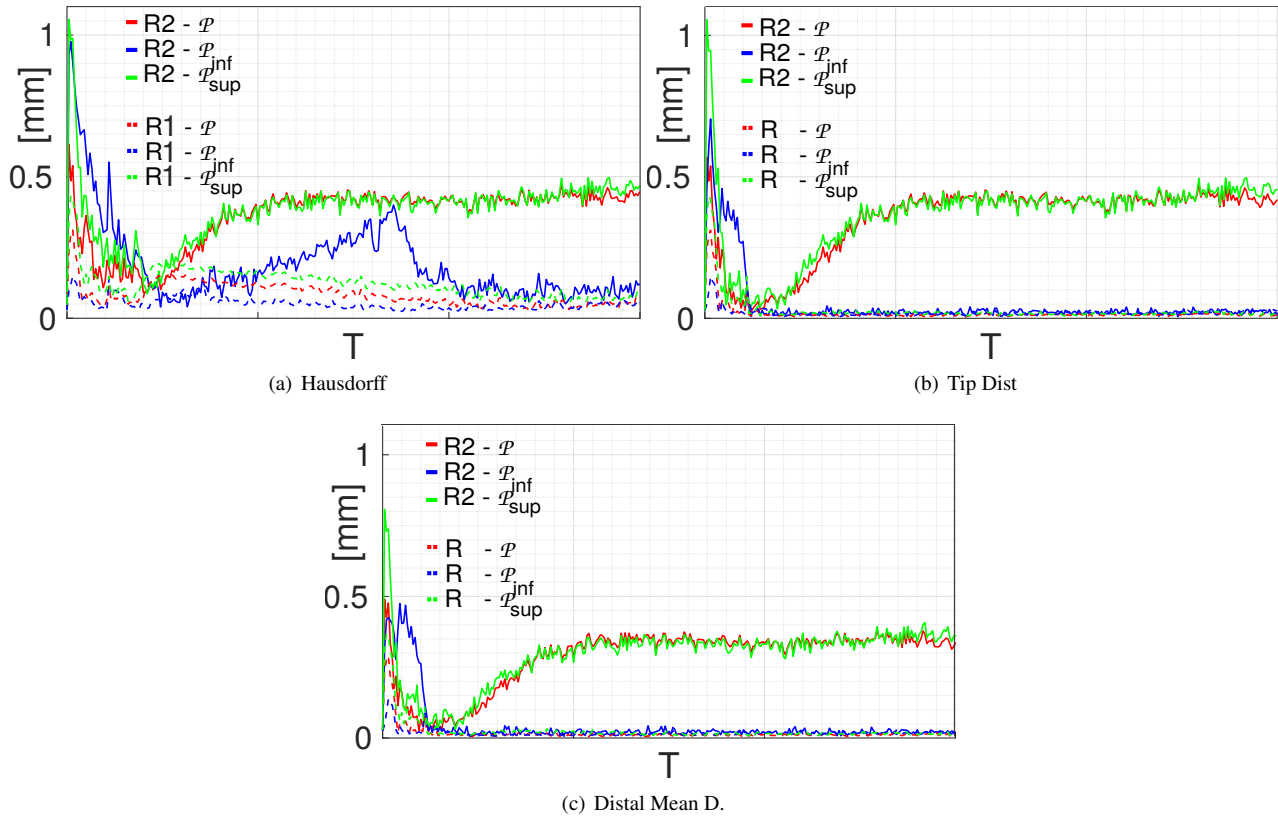 1
0.5
0
[mm]
R2 - 𝒫
R2 - 𝒫inf
R2 - 𝒫sup
R1 - 𝒫
R1 - 𝒫inf
R1 - 𝒫sup
T
(a) Hausdorff
1
0.5
0
[mm]
R2 - 𝒫
R2 - 𝒫inf
R2 - 𝒫sup
R - 𝒫
R - 𝒫inf
R - 𝒫sup
T
(b) Tip Dist
1
0.5
0
[mm]
R2 - 𝒫
R2 - 𝒫inf
R2 - 𝒫sup
R - 𝒫
R - 𝒫inf
R - 𝒫sup
T
(c) Distal Mean D.